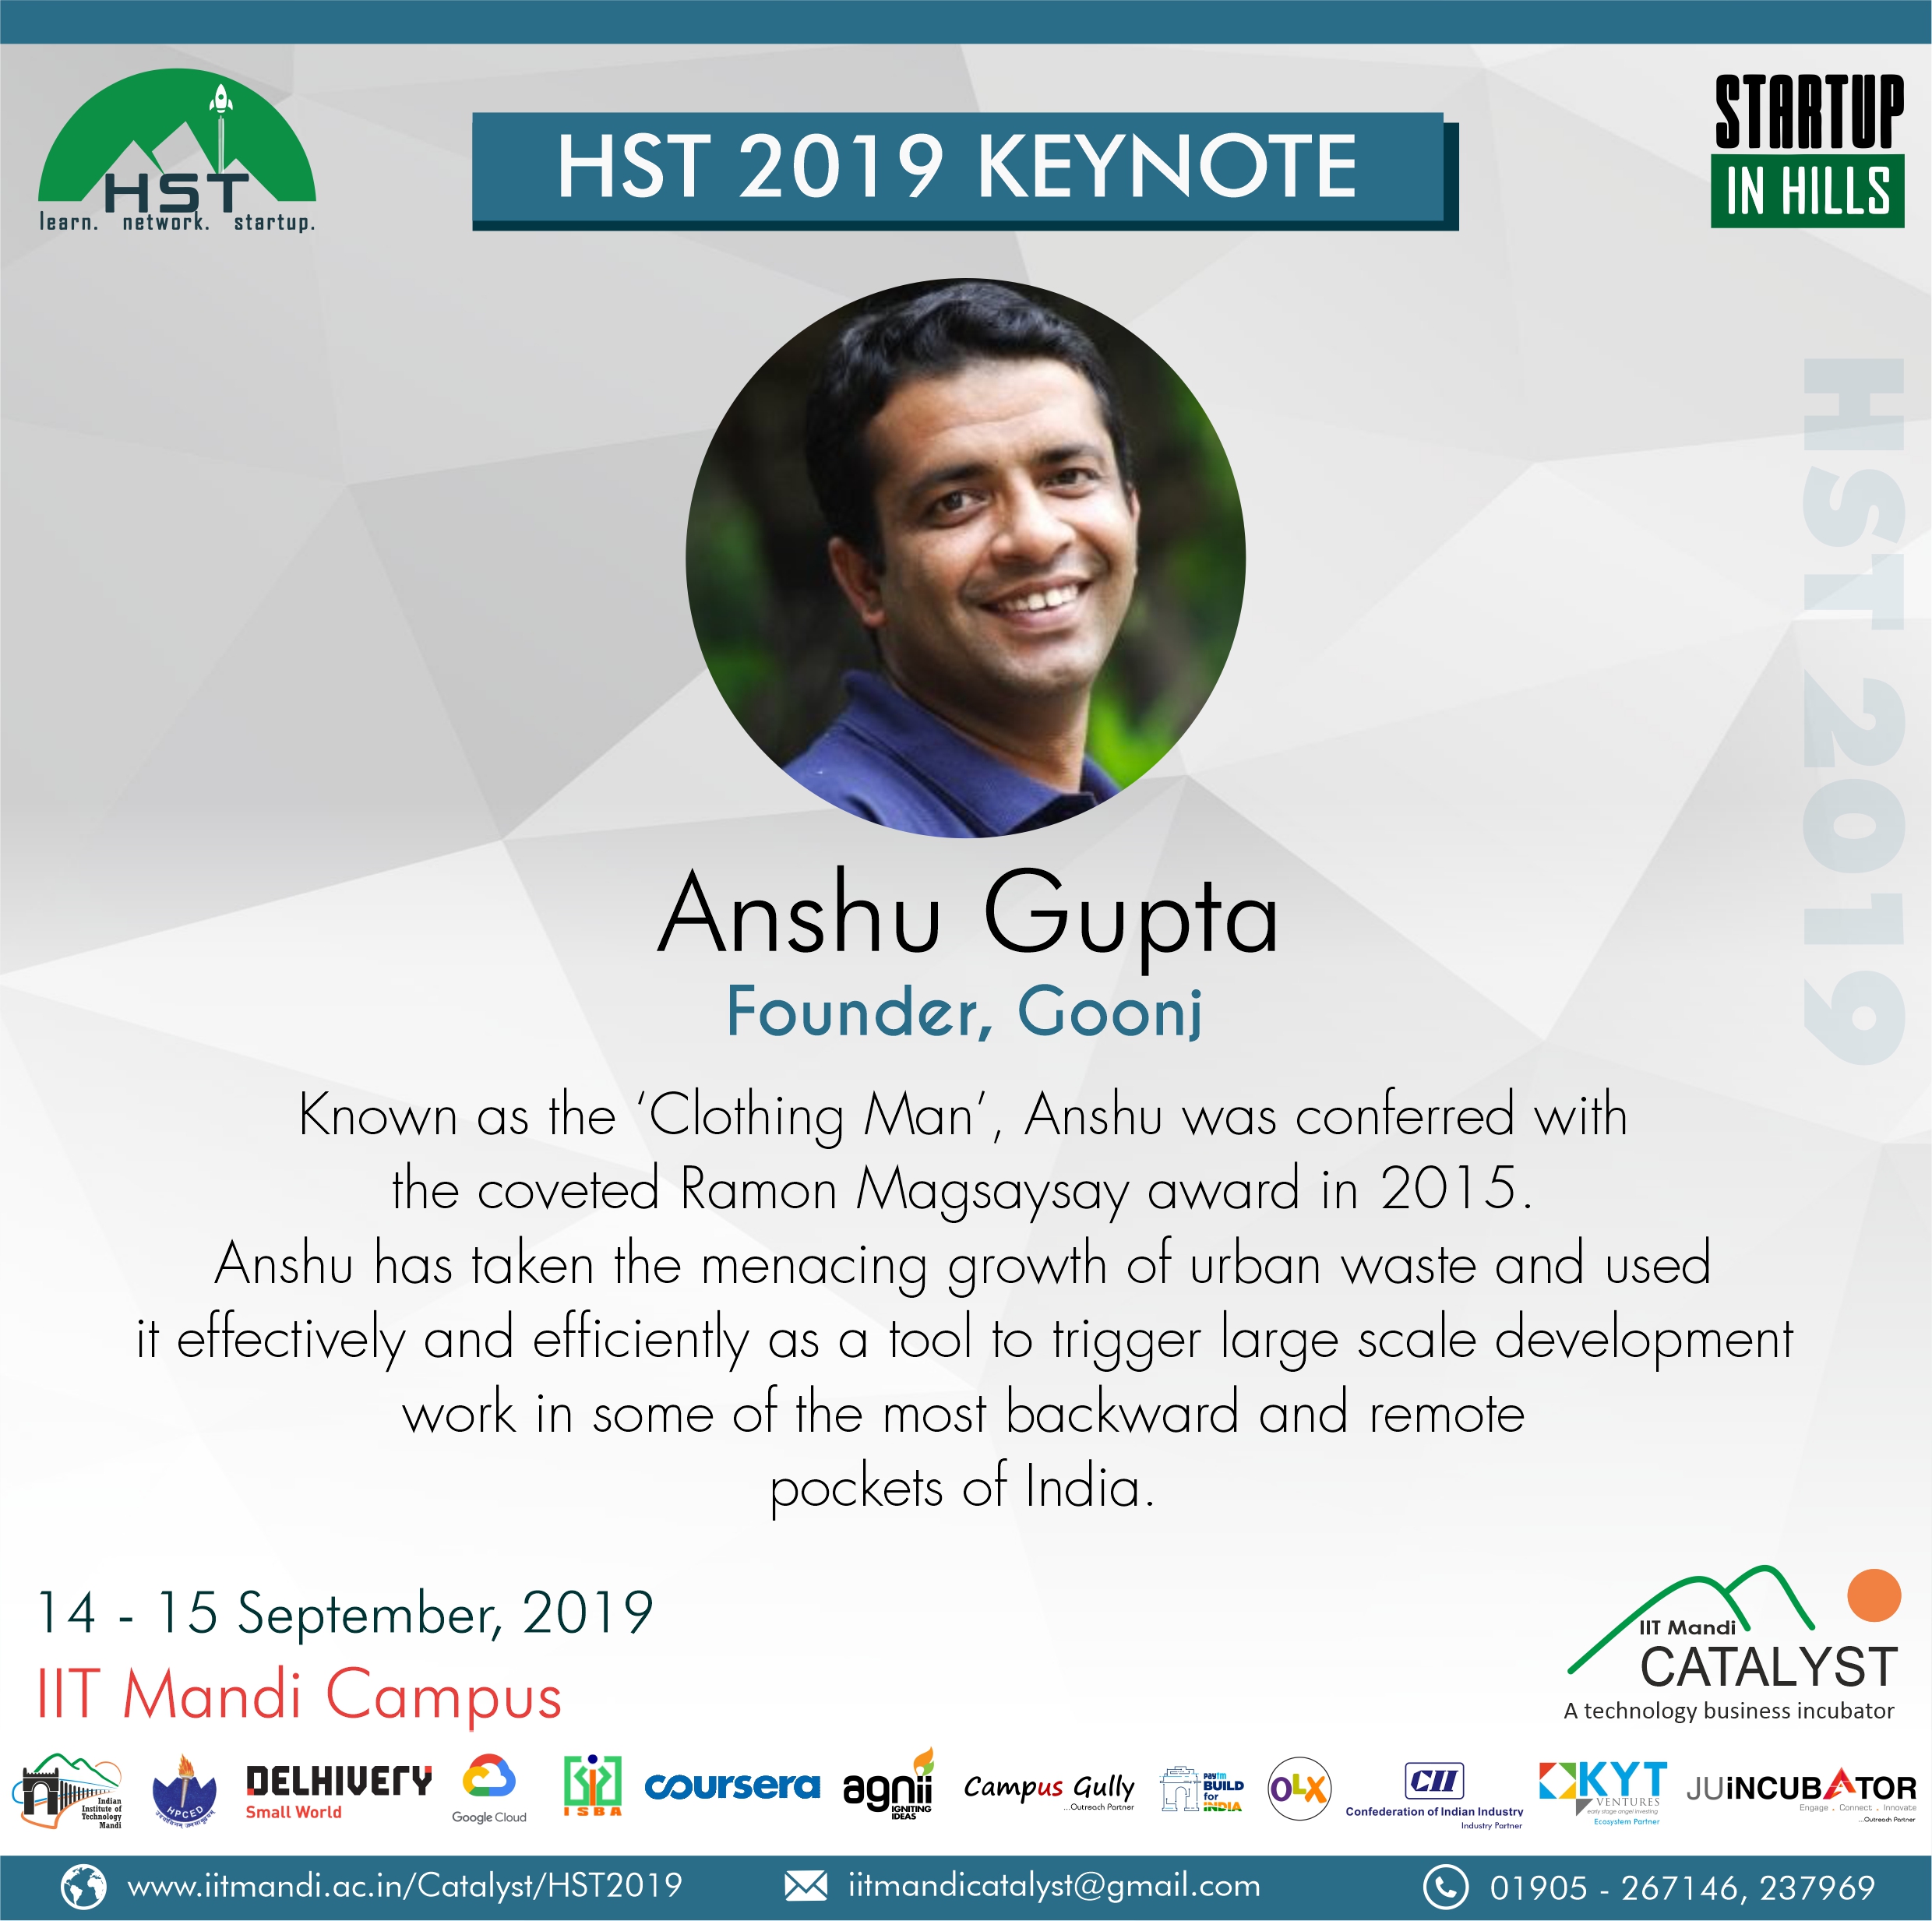 HST
learn. network. startup.
HST 2019 KEYNOTE
STARTUP
IN HILLS
HST 2019
Anshu Gupta
Founder, Goonj
Known as the ‘Clothing Man’, Anshu was conferred with
the coveted Ramon Magsaysay award in 2015.
Anshu has taken the menacing growth of urban waste and used
it effectively and efficiently as a tool to trigger large scale development
work in some of the most backward and remote
pockets of India.
14 - 15 September, 2019
IIT Mandi Campus
IIT Mandi
CATALYST
A technology business incubator
Indian
Institute of
Technology
Mandi
HPCED
DELHIVERY
Small World
Google Cloud
ISBA
coursera
agnii
IGNITING
IDEAS
Campus Gully
...Outreach Partner
paytm
BUILD
for
INDIA
OLX
CII
Confederation of Indian Industry
Industry Partner
KYT
VENTURES
early stage angel investing
Ecosystem Partner
JUiNCUBATOR
Engage . Connect . Innovate
...Outreach Partner
www.iitmandi.ac.in/Catalyst/HST2019
iitmandicatalyst@gmail.com
01905 - 267146, 237969